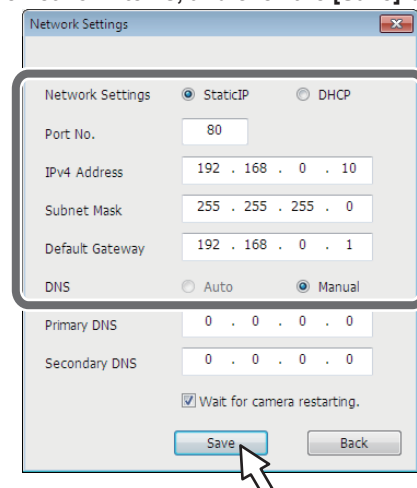 Network Settings
Network Settings StaticIP DHCP
Port No. 80
IPv4 Address 192 . 168 . 0 . 10
Subnet Mask 255 . 255 . 255 . 0
Default Gateway 192 . 168 . 0 . 1
DNS Auto Manual
Primary DNS 0 . 0 . 0 . 0
Secondary DNS 0 . 0 . 0 . 0
Wait for camera restarting.
Save Back